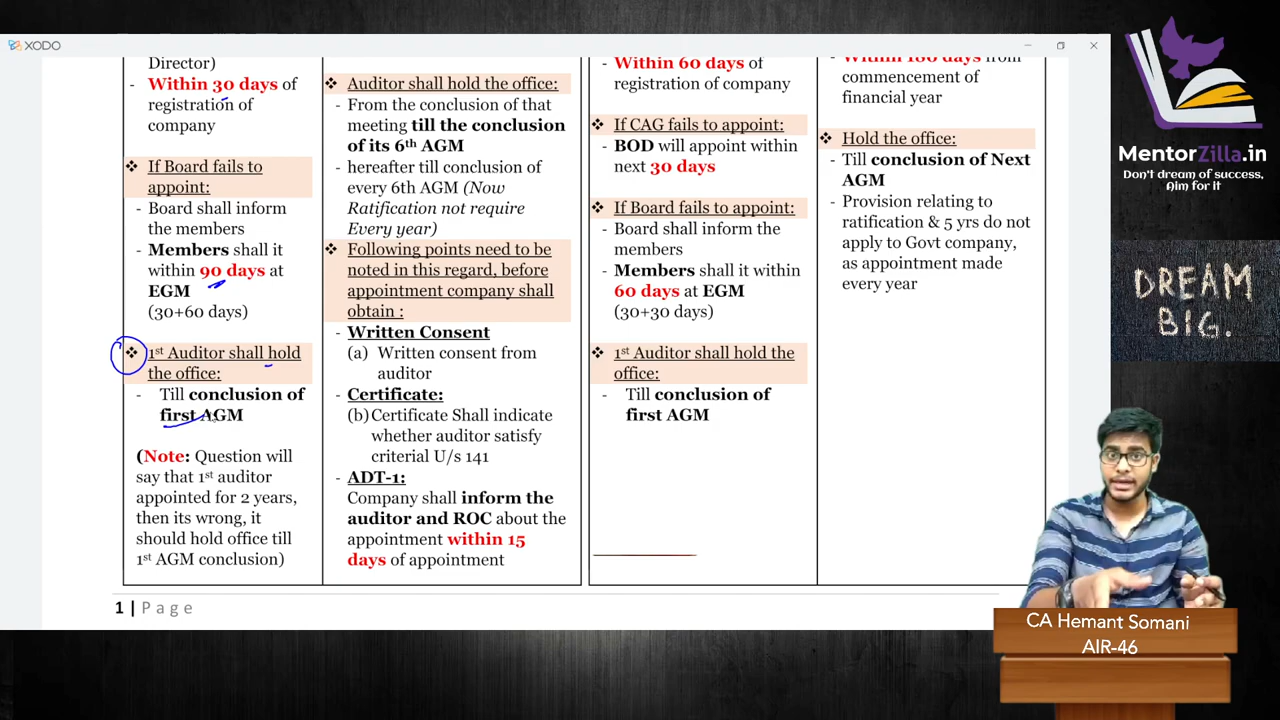 XODO
Director)
- Within 30 days of
registration of
company
❖ If Board fails to
appoint:
- Board shall inform
the members
- Members shall it
within 90 days at
EGM
(30+60 days)
❖ 1st Auditor shall hold
the office:
- Till conclusion of
first AGM
(Note: Question will
say that 1st auditor
appointed for 2 years,
then its wrong, it
should hold office till
1st AGM conclusion)
❖ Auditor shall hold the office:
- From the conclusion of that
meeting till the conclusion
of its 6th AGM
- hereafter till conclusion of
every 6th AGM (Now
Ratification not require
Every year)
❖ Following points need to be
noted in this regard, before
appointment company shall
obtain :
- Written Consent
(a) Written consent from
auditor
- Certificate:
(b) Certificate Shall indicate
whether auditor satisfy
criterial U/s 141
- ADT-1:
Company shall inform the
auditor and ROC about the
appointment within 15
days of appointment
- Within 60 days of
registration of company
❖ If CAG fails to appoint:
- BOD will appoint within
next 30 days
❖ If Board fails to appoint:
- Board shall inform the
members
- Members shall it within
60 days at EGM
(30+30 days)
❖ 1st Auditor shall hold the
office:
- Till conclusion of
first AGM
- Within 180 days from
commencement of
financial year
❖ Hold the office:
- Till conclusion of Next
AGM
- Provision relating to
ratification & 5 yrs do not
apply to Govt company,
as appointment made
every year
1 | Page
MentorZilla.in
Don't dream of success,
Aim for it
DREAM
BIG.
CA Hemant Somani
AIR-46